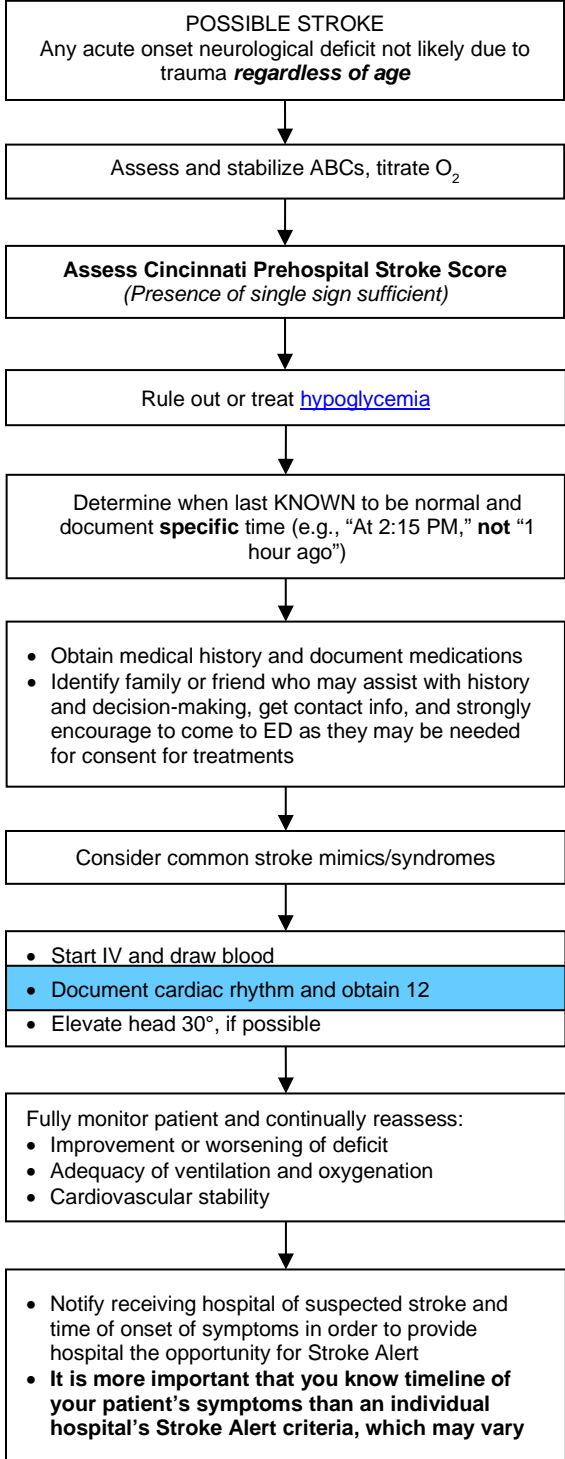 POSSIBLE STROKE
Any acute onset neurological deficit not likely due to
trauma regardless of age
Assess and stabilize ABCs, titrate O2
Assess Cincinnati Prehospital Stroke Score
(Presence of single sign sufficient)
Rule out or treat hypoglycemia
Determine when last KNOWN to be normal and
document specific time (e.g., “At 2:15 PM,” not “1
hour ago”)
• Obtain medical history and document medications
• Identify family or friend who may assist with history
and decision-making, get contact info, and strongly
encourage to come to ED as they may be needed
for consent for treatments
Consider common stroke mimics/syndromes
• Start IV and draw blood
• Document cardiac rhythm and obtain 12
• Elevate head 30°, if possible
Fully monitor patient and continually reassess:
• Improvement or worsening of deficit
• Adequacy of ventilation and oxygenation
• Cardiovascular stability
• Notify receiving hospital of suspected stroke and
time of onset of symptoms in order to provide
hospital the opportunity for Stroke Alert
• It is more important that you know timeline of
your patient’s symptoms than an individual
hospital’s Stroke Alert criteria, which may vary